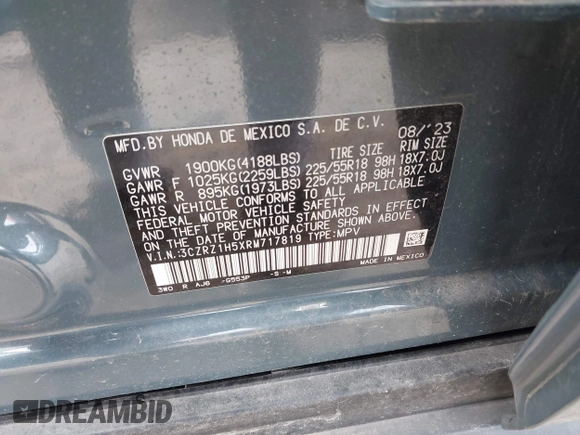 MFD.BY HONDA DE MEXICO S.A. DE C.V. 08/'23
GVWR 1900KG(4188LBS) TIRE SIZE RIM SIZE
GAWR F 1025KG(2259LBS) 225/55R18 98H 18X7.0J
GAWR R 895KG(1973LBS) 225/55R18 98H 18X7.0J
THIS VEHICLE CONFORMS TO ALL APPLICABLE
FEDERAL MOTOR VEHICLE SAFETY
AND THEFT PREVENTION STANDARDS IN EFFECT
ON THE DATE OF MANUFACTURE SHOWN ABOVE.
V.I.N.:3CZRZ1H5XRM717819 TYPE:MPV
3W0 R AJ6 -G553P -S -M MADE IN MEXICO
DREAMBID